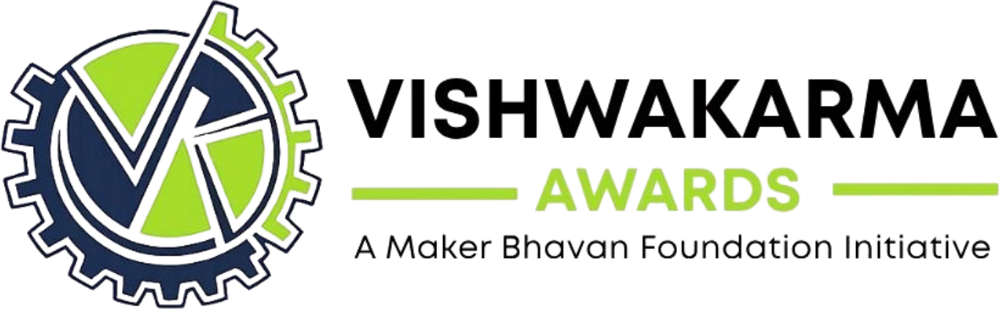 VISHWAKARMA
AWARDS
A Maker Bhavan Foundation Initiative